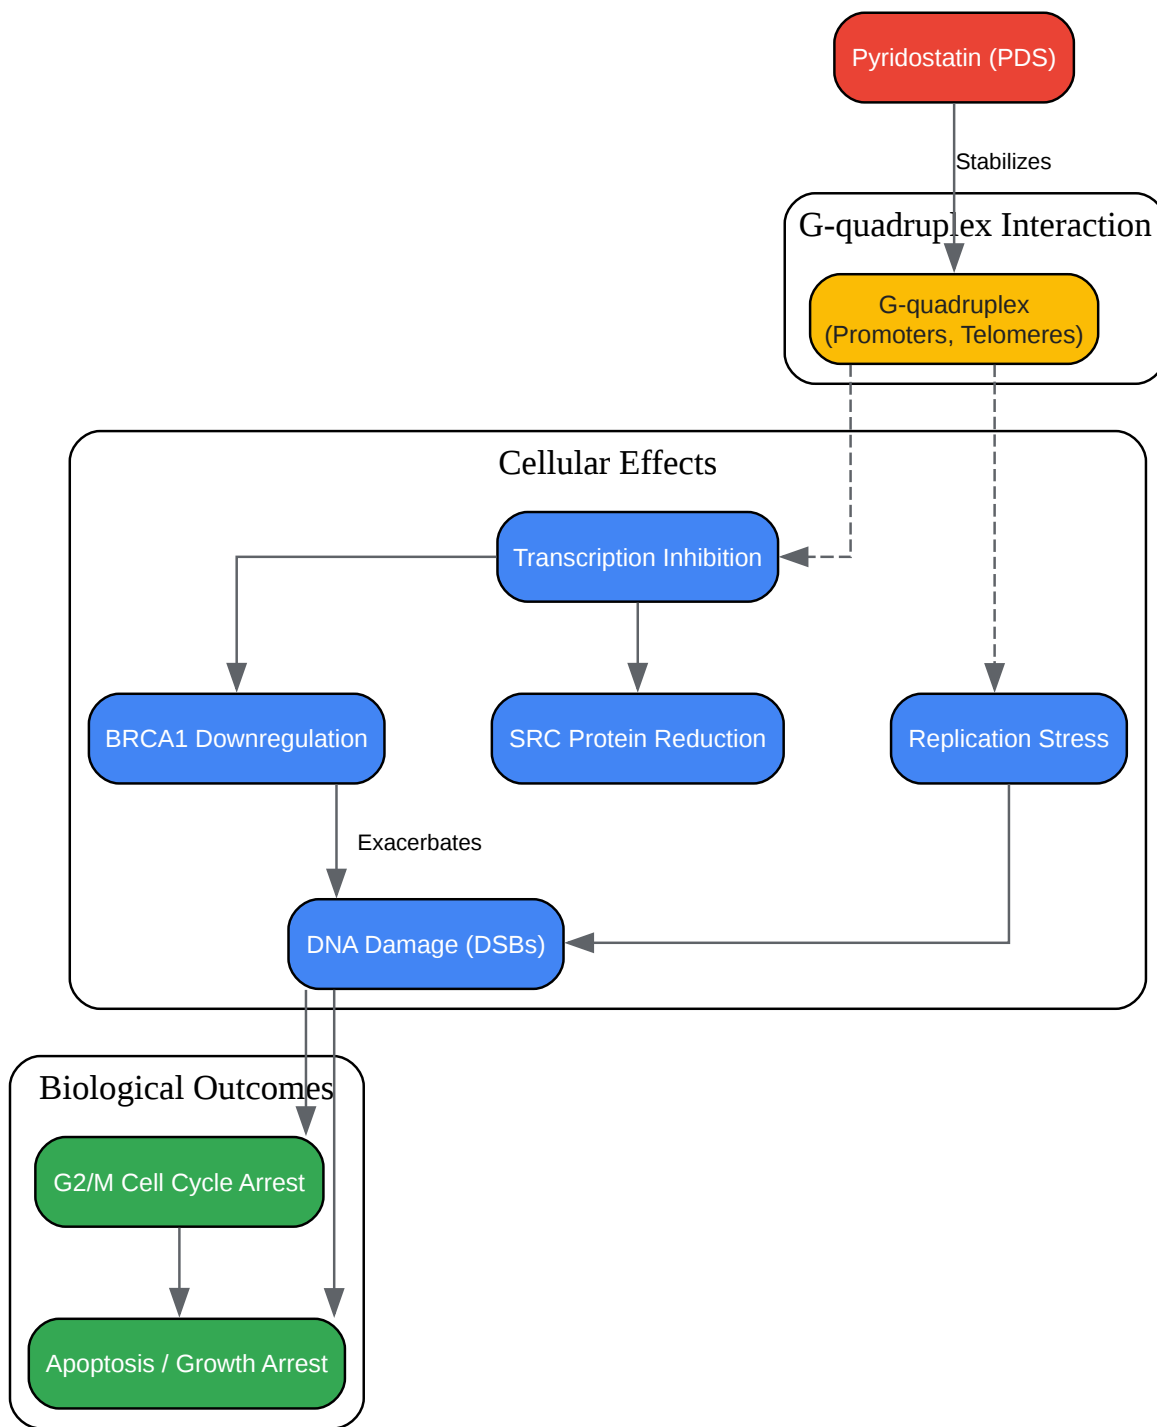 Pyridostatin (PDS)
Stabilizes
G-quadruplex Interaction
G-quadruplex
(Promoters, Telomeres)
Cellular Effects
Transcription Inhibition
BRCA1 Downregulation
SRC Protein Reduction
Replication Stress
Exacerbates
DNA Damage (DSBs)
Biological Outcomes
G2/M Cell Cycle Arrest
Apoptosis / Growth Arrest